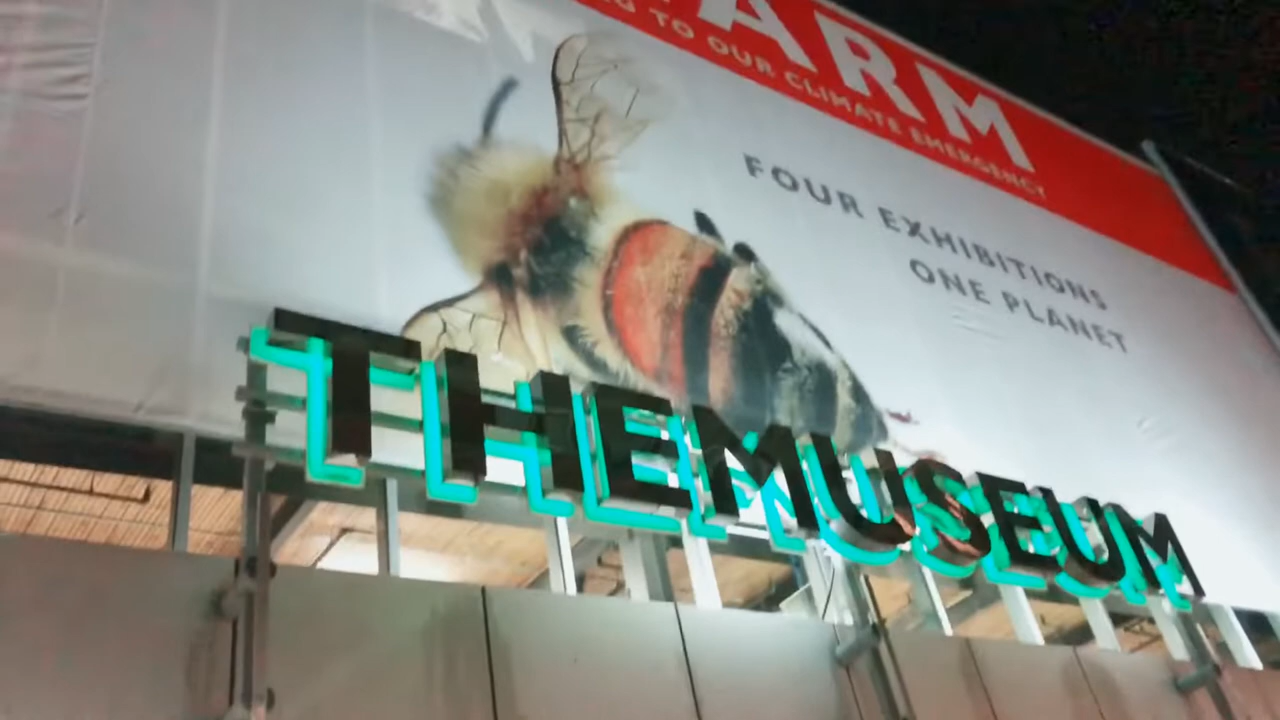 ARM
TO OUR CLIMATE EMERGENCY
FOUR EXHIBITIONS
ONE PLANET
THEMUSEUM